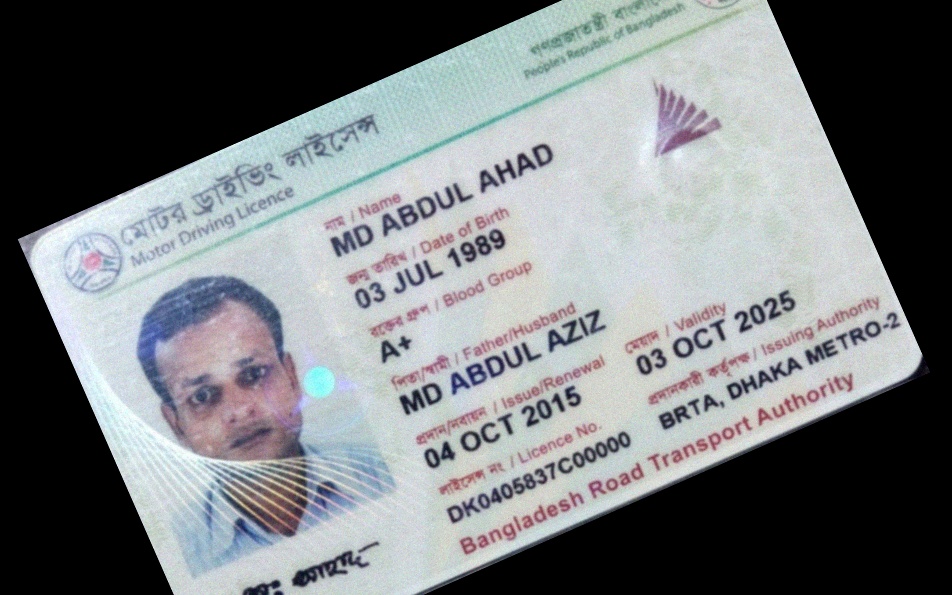 গণপ্রজাতন্ত্রী
People's Republic of Bangladesh
মোটর ড্রাইভিং লাইসেন্স
Motor Driving Licence
নাম / Name
MD ABDUL AHAD
জন্ম তারিখ / Date of Birth
03 JUL 1989
রক্তের গ্রুপ / Blood Group
A+
পিতা/স্বামী / Father/Husband
MD ABDUL AZIZ
প্রদান/নবায়ন / Issue/Renewal
04 OCT 2015
মেয়াদ / Validity
03 OCT 2025
লাইসেন্স নং / Licence No.
DK0405837C00000
প্রদানকারী কর্তৃপক্ষ / Issuing Authority
BRTA, DHAKA METRO-2
Bangladesh Road Transport Authority